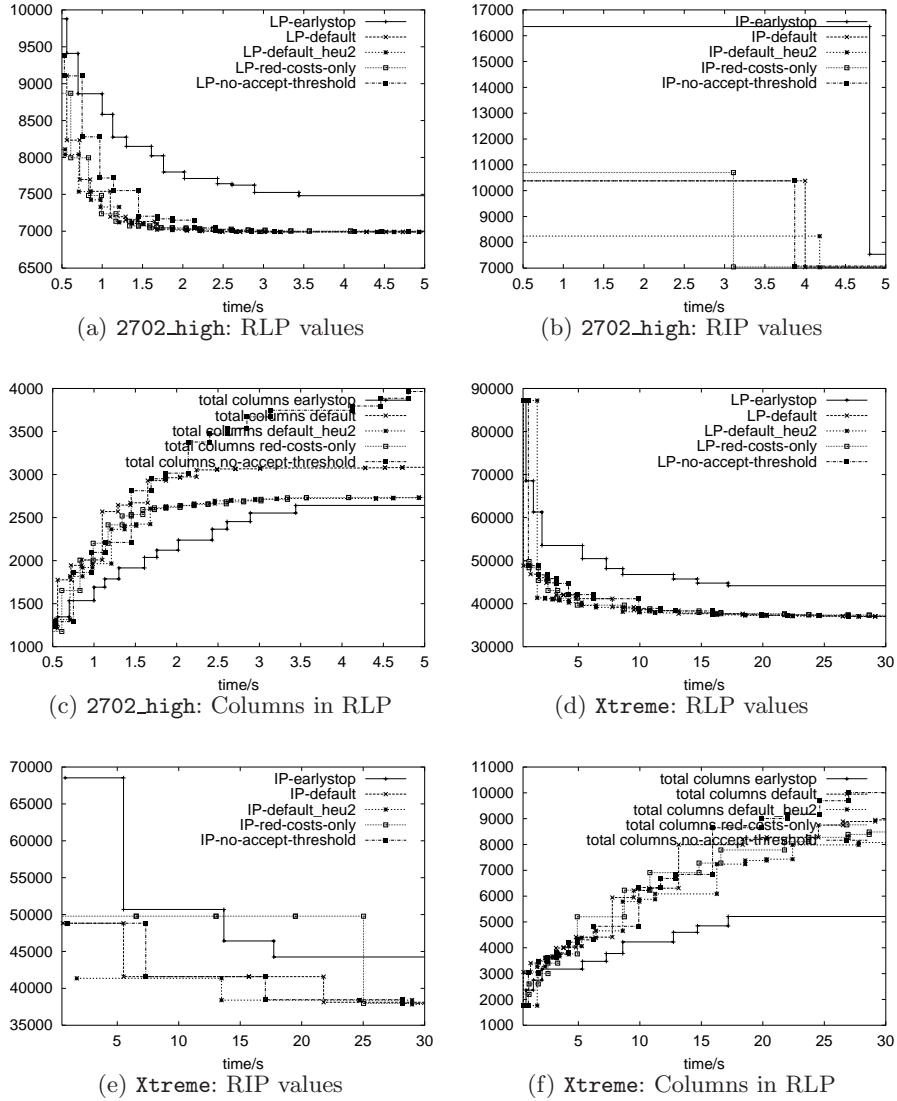 10000
9500
9000
8500
8000
7500
7000
6500
0.5 1 1.5 2 2.5 3 3.5 4 4.5 5
LP-earlystop
LP-default
LP-default_heu2
LP-red-costs-only
LP-no-accept-threshold
time/s
(a) 2702_high: RLP values
17000
16000
15000
14000
13000
12000
11000
10000
9000
8000
7000
0.5 1 1.5 2 2.5 3 3.5 4 4.5 5
IP-earlystop
IP-default
IP-default_heu2
IP-red-costs-only
IP-no-accept-threshold
time/s
(b) 2702_high: RIP values
4000
3500
3000
2500
2000
1500
1000
0.5 1 1.5 2 2.5 3 3.5 4 4.5 5
total columns earlystop
total columns default
total columns default_heu2
total columns red-costs-only
total columns no-accept-threshold
time/s
(c) 2702_high: Columns in RLP
90000
80000
70000
60000
50000
40000
30000
5 10 15 20 25 30
LP-earlystop
LP-default
LP-default_heu2
LP-red-costs-only
LP-no-accept-threshold
time/s
(d) Xtreme: RLP values
70000
65000
60000
55000
50000
45000
40000
35000
5 10 15 20 25 30
IP-earlystop
IP-default
IP-default_heu2
IP-red-costs-only
IP-no-accept-threshold
time/s
(e) Xtreme: RIP values
11000
10000
9000
8000
7000
6000
5000
4000
3000
2000
1000
5 10 15 20 25 30
total columns earlystop
total columns default
total columns default_heu2
total columns red-costs-only
total columns no-accept-threshold
time/s
(f) Xtreme: Columns in RLP